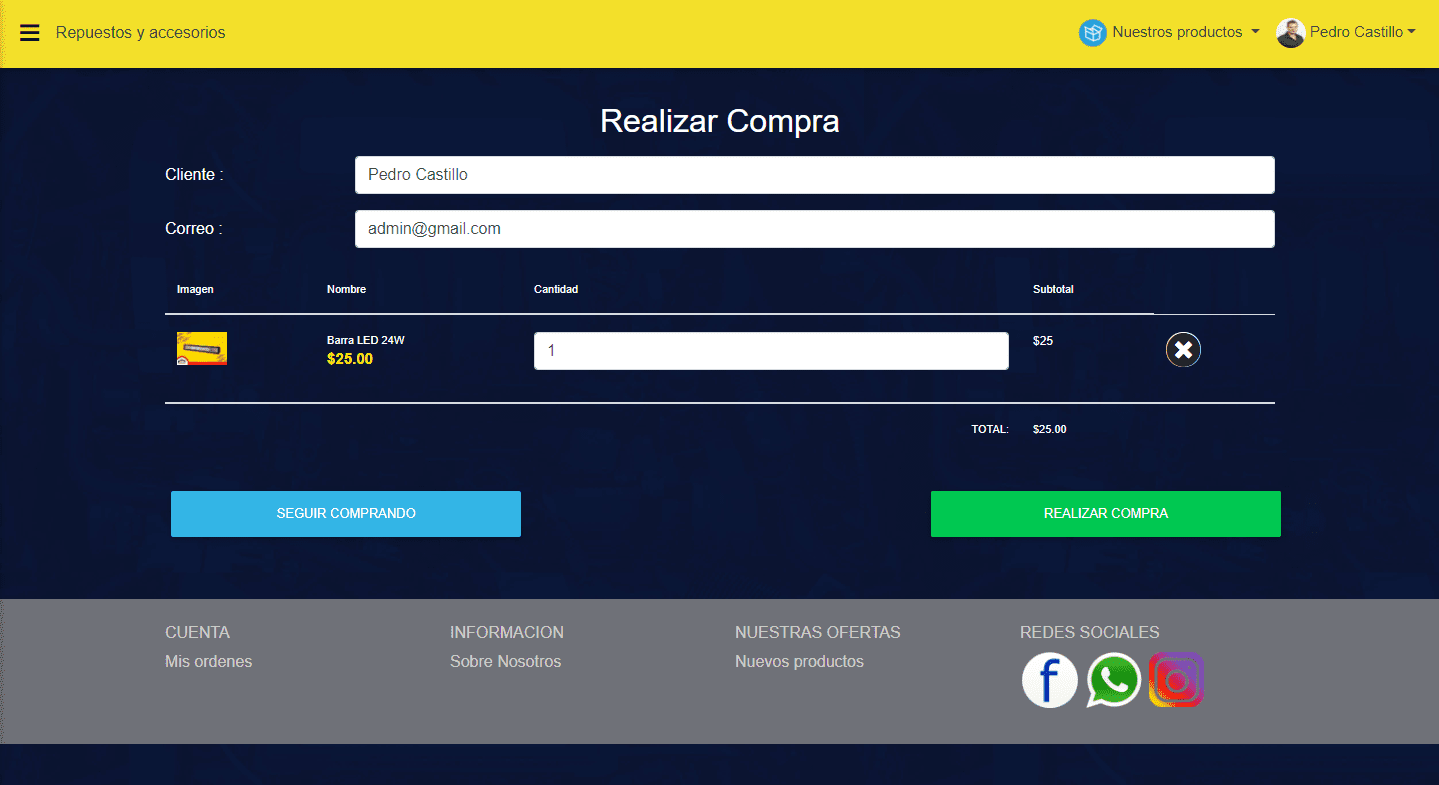 Repuestos y accesorios
Nuestros productos
Pedro Castillo
Realizar Compra
Cliente :
Pedro Castillo
Correo :
admin@gmail.com
Imagen Nombre Cantidad Subtotal
Barra LED 24W
$25.00
1
$25
TOTAL: $25.00
SEGUIR COMPRANDO
REALIZAR COMPRA
CUENTA
Mis ordenes
INFORMACION
Sobre Nosotros
NUESTRAS OFERTAS
Nuevos productos
REDES SOCIALES